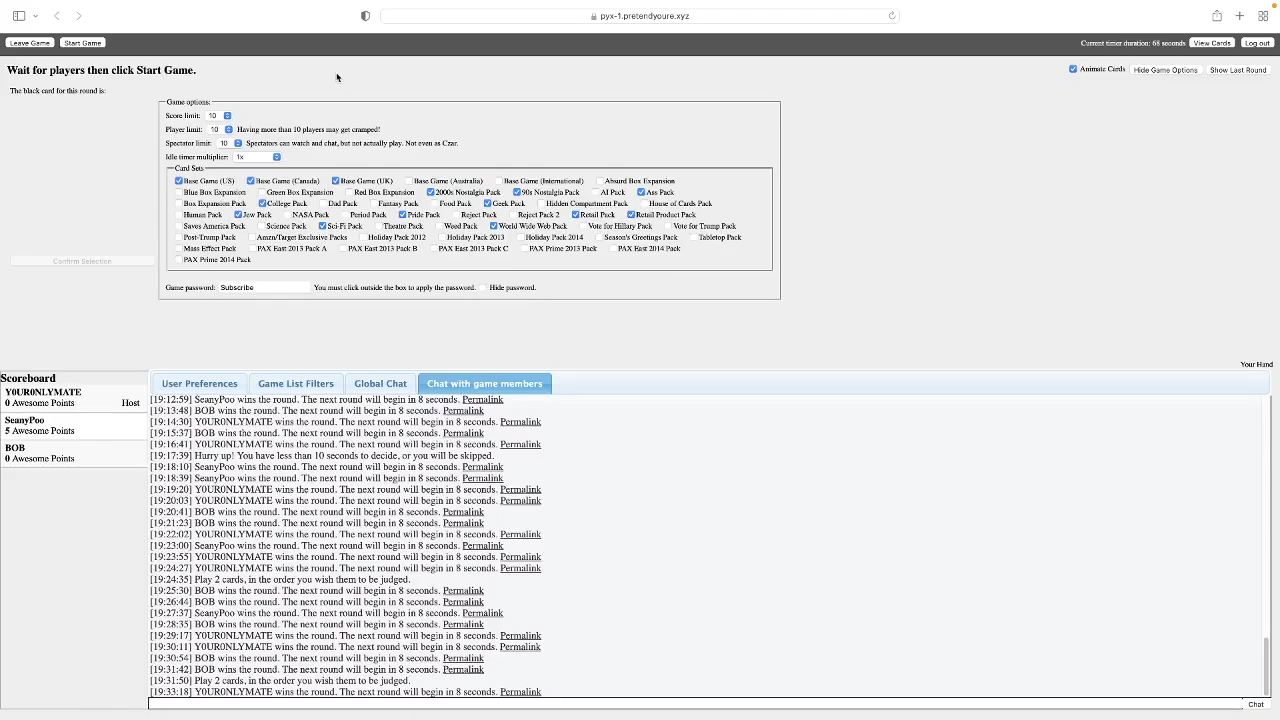 pyx-1.pretendyoure.xyz
Leave Game Start Game Current timer duration: 68 seconds View Cards Log out
Wait for players then click Start Game. Animate Cards Hide Game Options Show Last Round
The black card for this round is:
Game options:
Score limit: 10
Player limit: 10 Having more than 10 players may get cramped!
Spectator limit: 10 Spectators can watch and chat, but not actually play. Not even as Czar.
Idle timer multiplier: 1x
Card Sets
Base Game (US) Base Game (Canada) Base Game (UK) Base Game (Australia) Base Game (International) Absurd Box Expansion
Blue Box Expansion Green Box Expansion Red Box Expansion 2000s Nostalgia Pack 90s Nostalgia Pack AI Pack Ass Pack
Box Expansion Pack College Pack Dad Pack Fantasy Pack Food Pack Geek Pack Hidden Compartment Pack House of Cards Pack
Human Pack Jew Pack NASA Pack Period Pack Pride Pack Reject Pack Reject Pack 2 Retail Pack Retail Product Pack
Saves America Pack Science Pack Sci-Fi Pack Theatre Pack Weed Pack World Wide Web Pack Vote for Hillary Pack Vote for Trump Pack
Post-Trump Pack Amzn/Target Exclusive Packs Holiday Pack 2012 Holiday Pack 2013 Holiday Pack 2014 Season's Greetings Pack Tabletop Pack
Mass Effect Pack PAX East 2013 Pack A PAX East 2013 Pack B PAX East 2013 Pack C PAX Prime 2013 Pack PAX East 2014 Pack
PAX Prime 2014 Pack
Confirm Selection
Game password: Subscribe You must click outside the box to apply the password. Hide password.
Your Hand
Scoreboard
Y0UR0NLYMATE
0 Awesome Points Host
SeanyPoo
5 Awesome Points
BOB
0 Awesome Points
User Preferences Game List Filters Global Chat Chat with game members
[19:12:59] SeanyPoo wins the round. The next round will begin in 8 seconds. Permalink
[19:13:48] BOB wins the round. The next round will begin in 8 seconds. Permalink
[19:14:30] Y0UR0NLYMATE wins the round. The next round will begin in 8 seconds. Permalink
[19:15:37] BOB wins the round. The next round will begin in 8 seconds. Permalink
[19:16:41] Y0UR0NLYMATE wins the round. The next round will begin in 8 seconds. Permalink
[19:17:39] Hurry up! You have less than 10 seconds to decide, or you will be skipped.
[19:18:10] SeanyPoo wins the round. The next round will begin in 8 seconds. Permalink
[19:18:39] SeanyPoo wins the round. The next round will begin in 8 seconds. Permalink
[19:19:20] Y0UR0NLYMATE wins the round. The next round will begin in 8 seconds. Permalink
[19:20:03] Y0UR0NLYMATE wins the round. The next round will begin in 8 seconds. Permalink
[19:20:41] BOB wins the round. The next round will begin in 8 seconds. Permalink
[19:21:23] BOB wins the round. The next round will begin in 8 seconds. Permalink
[19:22:02] Y0UR0NLYMATE wins the round. The next round will begin in 8 seconds. Permalink
[19:23:00] SeanyPoo wins the round. The next round will begin in 8 seconds. Permalink
[19:23:55] Y0UR0NLYMATE wins the round. The next round will begin in 8 seconds. Permalink
[19:24:27] Y0UR0NLYMATE wins the round. The next round will begin in 8 seconds. Permalink
[19:24:35] Play 2 cards, in the order you wish them to be judged.
[19:25:30] BOB wins the round. The next round will begin in 8 seconds. Permalink
[19:26:44] BOB wins the round. The next round will begin in 8 seconds. Permalink
[19:27:37] SeanyPoo wins the round. The next round will begin in 8 seconds. Permalink
[19:28:35] BOB wins the round. The next round will begin in 8 seconds. Permalink
[19:29:17] Y0UR0NLYMATE wins the round. The next round will begin in 8 seconds. Permalink
[19:30:11] Y0UR0NLYMATE wins the round. The next round will begin in 8 seconds. Permalink
[19:30:54] BOB wins the round. The next round will begin in 8 seconds. Permalink
[19:31:42] BOB wins the round. The next round will begin in 8 seconds. Permalink
[19:31:50] Play 2 cards, in the order you wish them to be judged.
[19:33:18] Y0UR0NLYMATE wins the round. The next round will begin in 8 seconds. Permalink
Chat